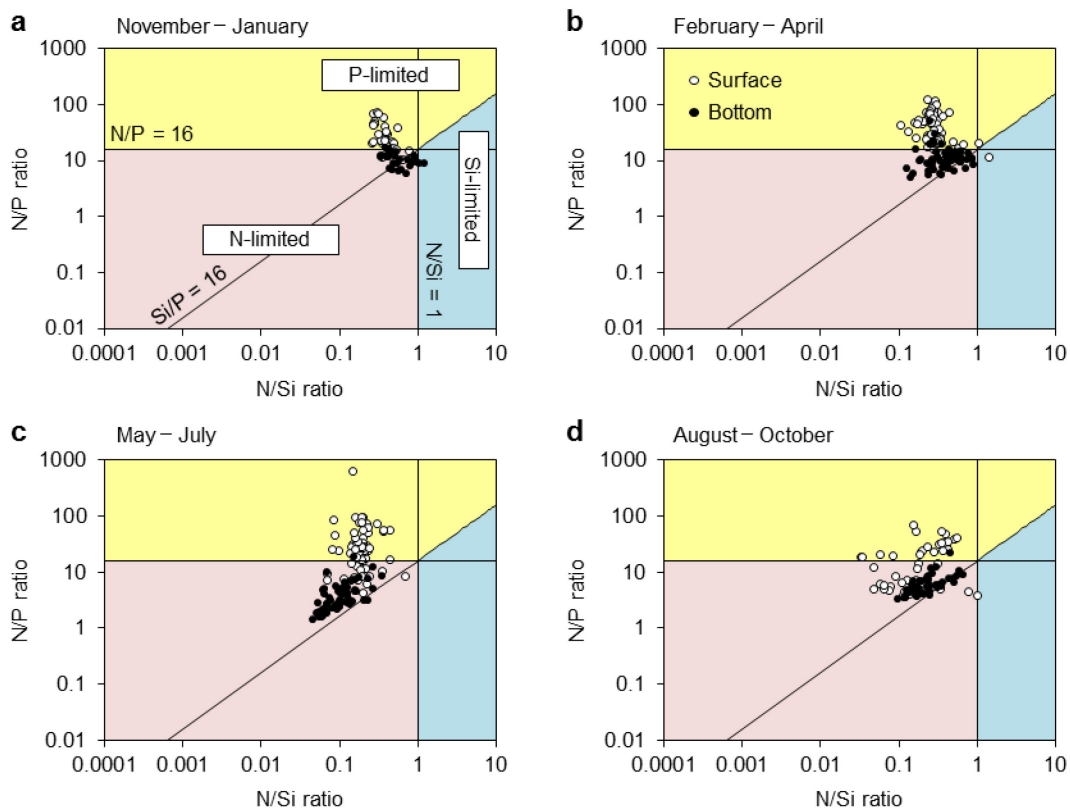 a November – January
1000
100
10
1
0.1
0.01
N/P ratio
P-limited
N/P = 16
Si-limited
N-limited
Si/P = 16
N/Si = 1
0.0001 0.001 0.01 0.1 1 10
N/Si ratio
b February – April
1000
100
10
1
0.1
0.01
N/P ratio
Surface
Bottom
0.0001 0.001 0.01 0.1 1 10
N/Si ratio
c May – July
1000
100
10
1
0.1
0.01
N/P ratio
0.0001 0.001 0.01 0.1 1 10
N/Si ratio
d August – October
1000
100
10
1
0.1
0.01
N/P ratio
0.0001 0.001 0.01 0.1 1 10
N/Si ratio